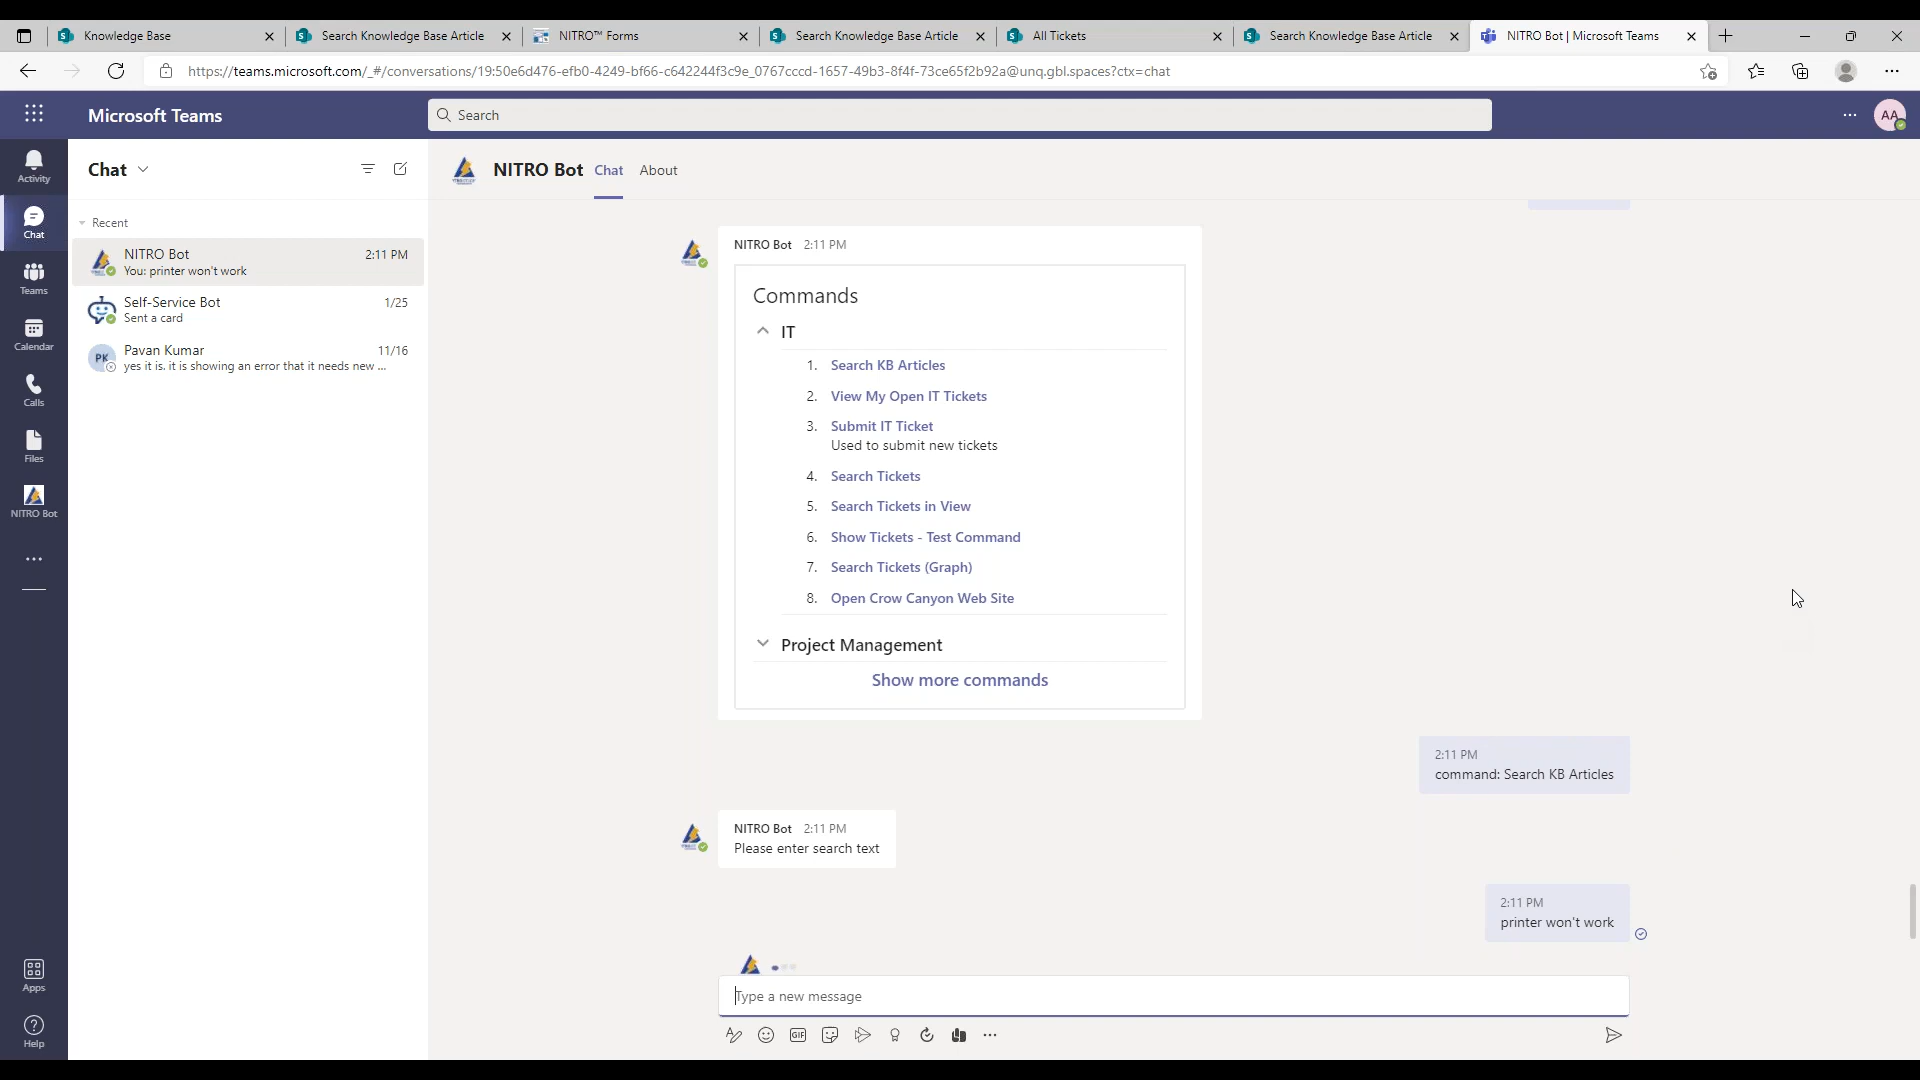 Knowledge Base
Search Knowledge Base Article
NITRO™ Forms
Search Knowledge Base Article
All Tickets
Search Knowledge Base Article
NITRO Bot | Microsoft Teams
https://teams.microsoft.com/_#/conversations/19:50e6d476-efb0-4249-bf66-c642244f3c9e_0767cccd-1657-49b3-8f4f-73ce65f2b92a@unq.gbl.spaces?ctx=chat
Microsoft Teams
Search
AA
Activity
Chat
Teams
Calendar
Calls
Files
NITRO Bot
Apps
Help
Chat
Recent
NITRO Bot 2:11 PM
You: printer won't work
Self-Service Bot 1/25
Sent a card
PK
Pavan Kumar 11/16
yes it is. it is showing an error that it needs new ...
NITRO Bot Chat About
NITRO Bot 2:11 PM
Commands
IT
1. Search KB Articles
2. View My Open IT Tickets
3. Submit IT Ticket
Used to submit new tickets
4. Search Tickets
5. Search Tickets in View
6. Show Tickets - Test Command
7. Search Tickets (Graph)
8. Open Crow Canyon Web Site
Project Management
Show more commands
2:11 PM
command: Search KB Articles
NITRO Bot 2:11 PM
Please enter search text
2:11 PM
printer won't work
Type a new message
GIF